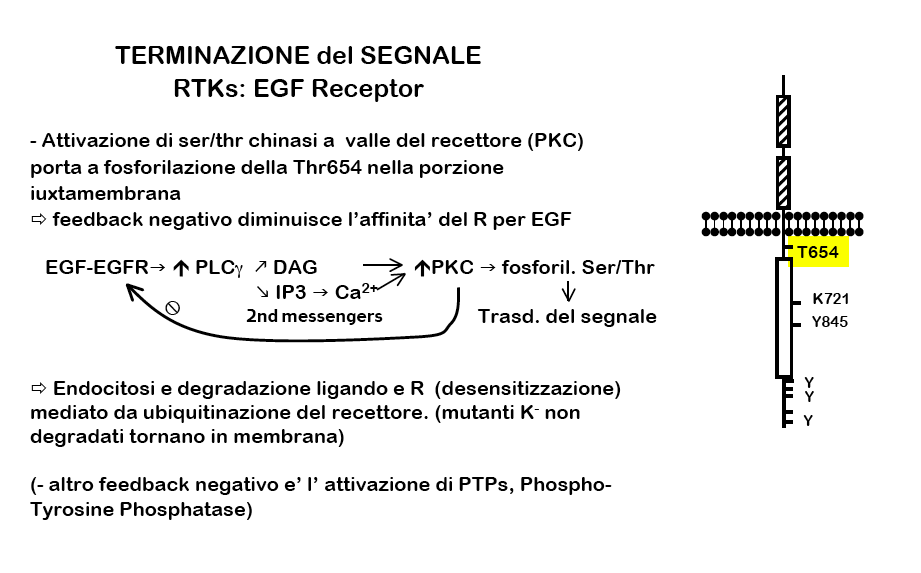 TERMINAZIONE del SEGNALE
RTKs: EGF Receptor
- Attivazione di ser/thr chinasi a valle del recettore (PKC)
porta a fosforilazione della Thr654 nella porzione
iuxtamembrana
⇨ feedback negativo diminuisce l'affinita' del R per EGF
EGF-EGFR→ ↑ PLCγ ↗ DAG → ↑PKC → fosforil. Ser/Thr
↘ IP3 → Ca²⁺ ↓
2nd messengers Trasd. del segnale
⇨ Endocitosi e degradazione ligando e R (desensitizzazione)
mediato da ubiquitinazione del recettore. (mutanti K⁻ non
degradati tornano in membrana)
(- altro feedback negativo e' l' attivazione di PTPs, Phospho-
Tyrosine Phosphatase)
T654
K721
Y845
Y
Y
Y